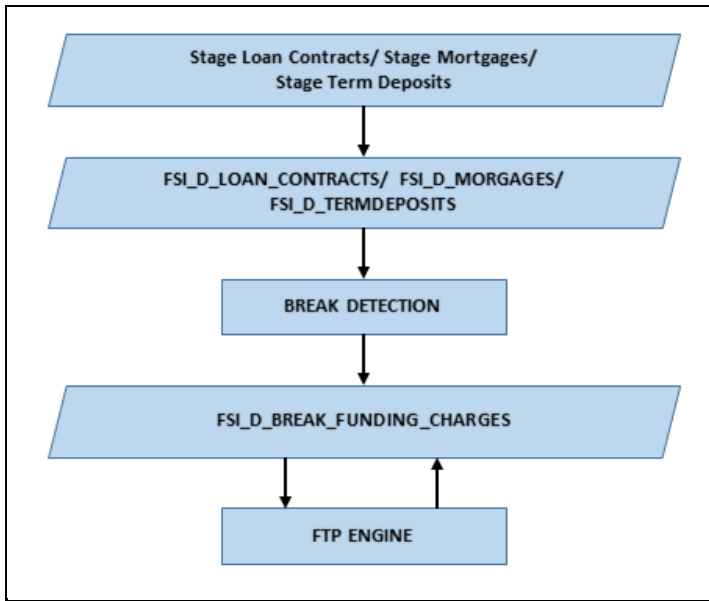 Stage Loan Contracts/ Stage Mortgages/
Stage Term Deposits
FSI_D_LOAN_CONTRACTS/ FSI_D_MORGAGES/
FSI_D_TERMDEPOSITS
BREAK DETECTION
FSI_D_BREAK_FUNDING_CHARGES
FTP ENGINE